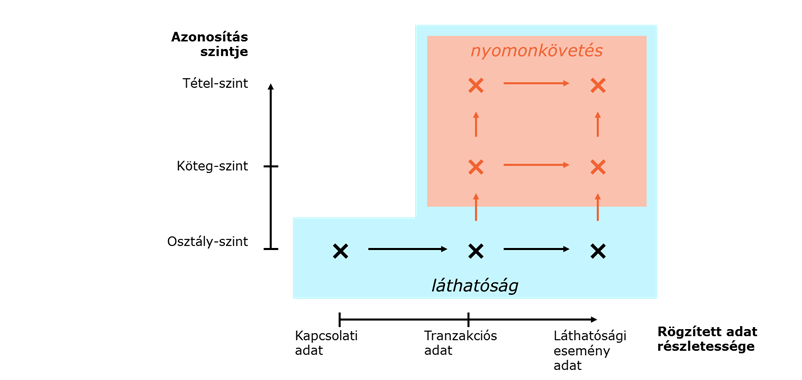 Azonosítás
szintje
nyomonkövetés
Tétel-szint
Köteg-szint
Osztály-szint
láthatóság
Kapcsolati
adat
Tranzakciós
adat
Láthatósági
esemény
adat
Rögzített adat
részletessége